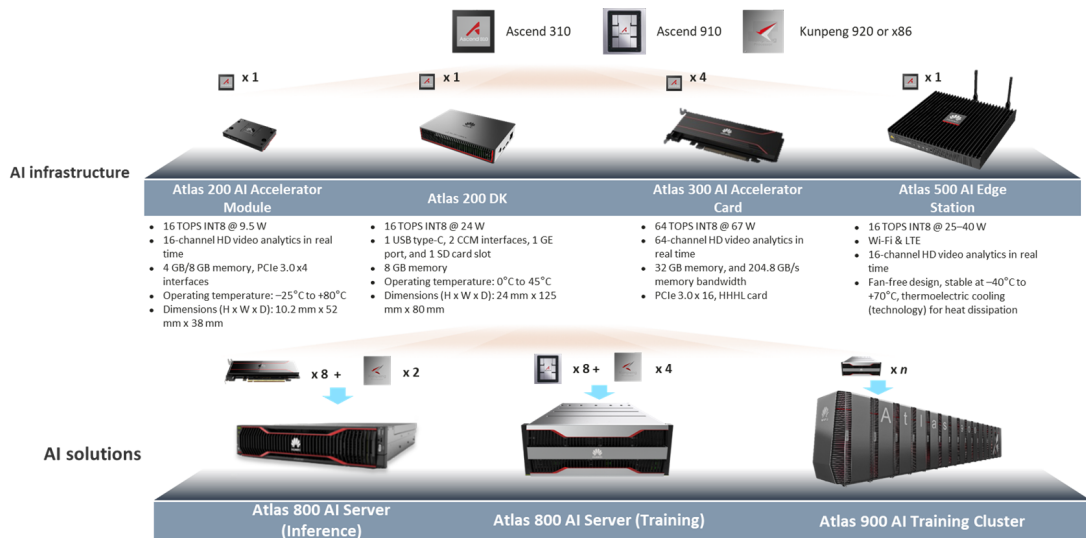 Ascend 310
Ascend 910
Kunpeng 920 or x86
x 1
x 1
x 4
x 1
AI infrastructure
Atlas 200 AI Accelerator
Module
• 16 TOPS INT8 @ 9.5 W
• 16-channel HD video analytics in real
time
• 4 GB/8 GB memory, PCIe 3.0 x4
interfaces
• Operating temperature: –25°C to +80°C
• Dimensions (H x W x D): 10.2 mm x 52
mm x 38 mm
Atlas 200 DK
• 16 TOPS INT8 @ 24 W
• 1 USB type-C, 2 CCM interfaces, 1 GE
port, and 1 SD card slot
• 8 GB memory
• Operating temperature: 0°C to 45°C
• Dimensions (H x W x D): 24 mm x 125
mm x 80 mm
Atlas 300 AI Accelerator
Card
• 64 TOPS INT8 @ 67 W
• 64-channel HD video analytics in
real time
• 32 GB memory, and 204.8 GB/s
memory bandwidth
• PCIe 3.0 x 16, HHHL card
Atlas 500 AI Edge
Station
• 16 TOPS INT8 @ 25–40 W
• Wi-Fi & LTE
• 16-channel HD video analytics in real
time
• Fan-free design, stable at –40°C to
+70°C, thermoelectric cooling
(technology) for heat dissipation
x 8 +
x 2
x 8 +
x 4
x n
Atlas
AI solutions
Atlas 800 AI Server
(Inference)
Atlas 800 AI Server (Training)
Atlas 900 AI Training Cluster